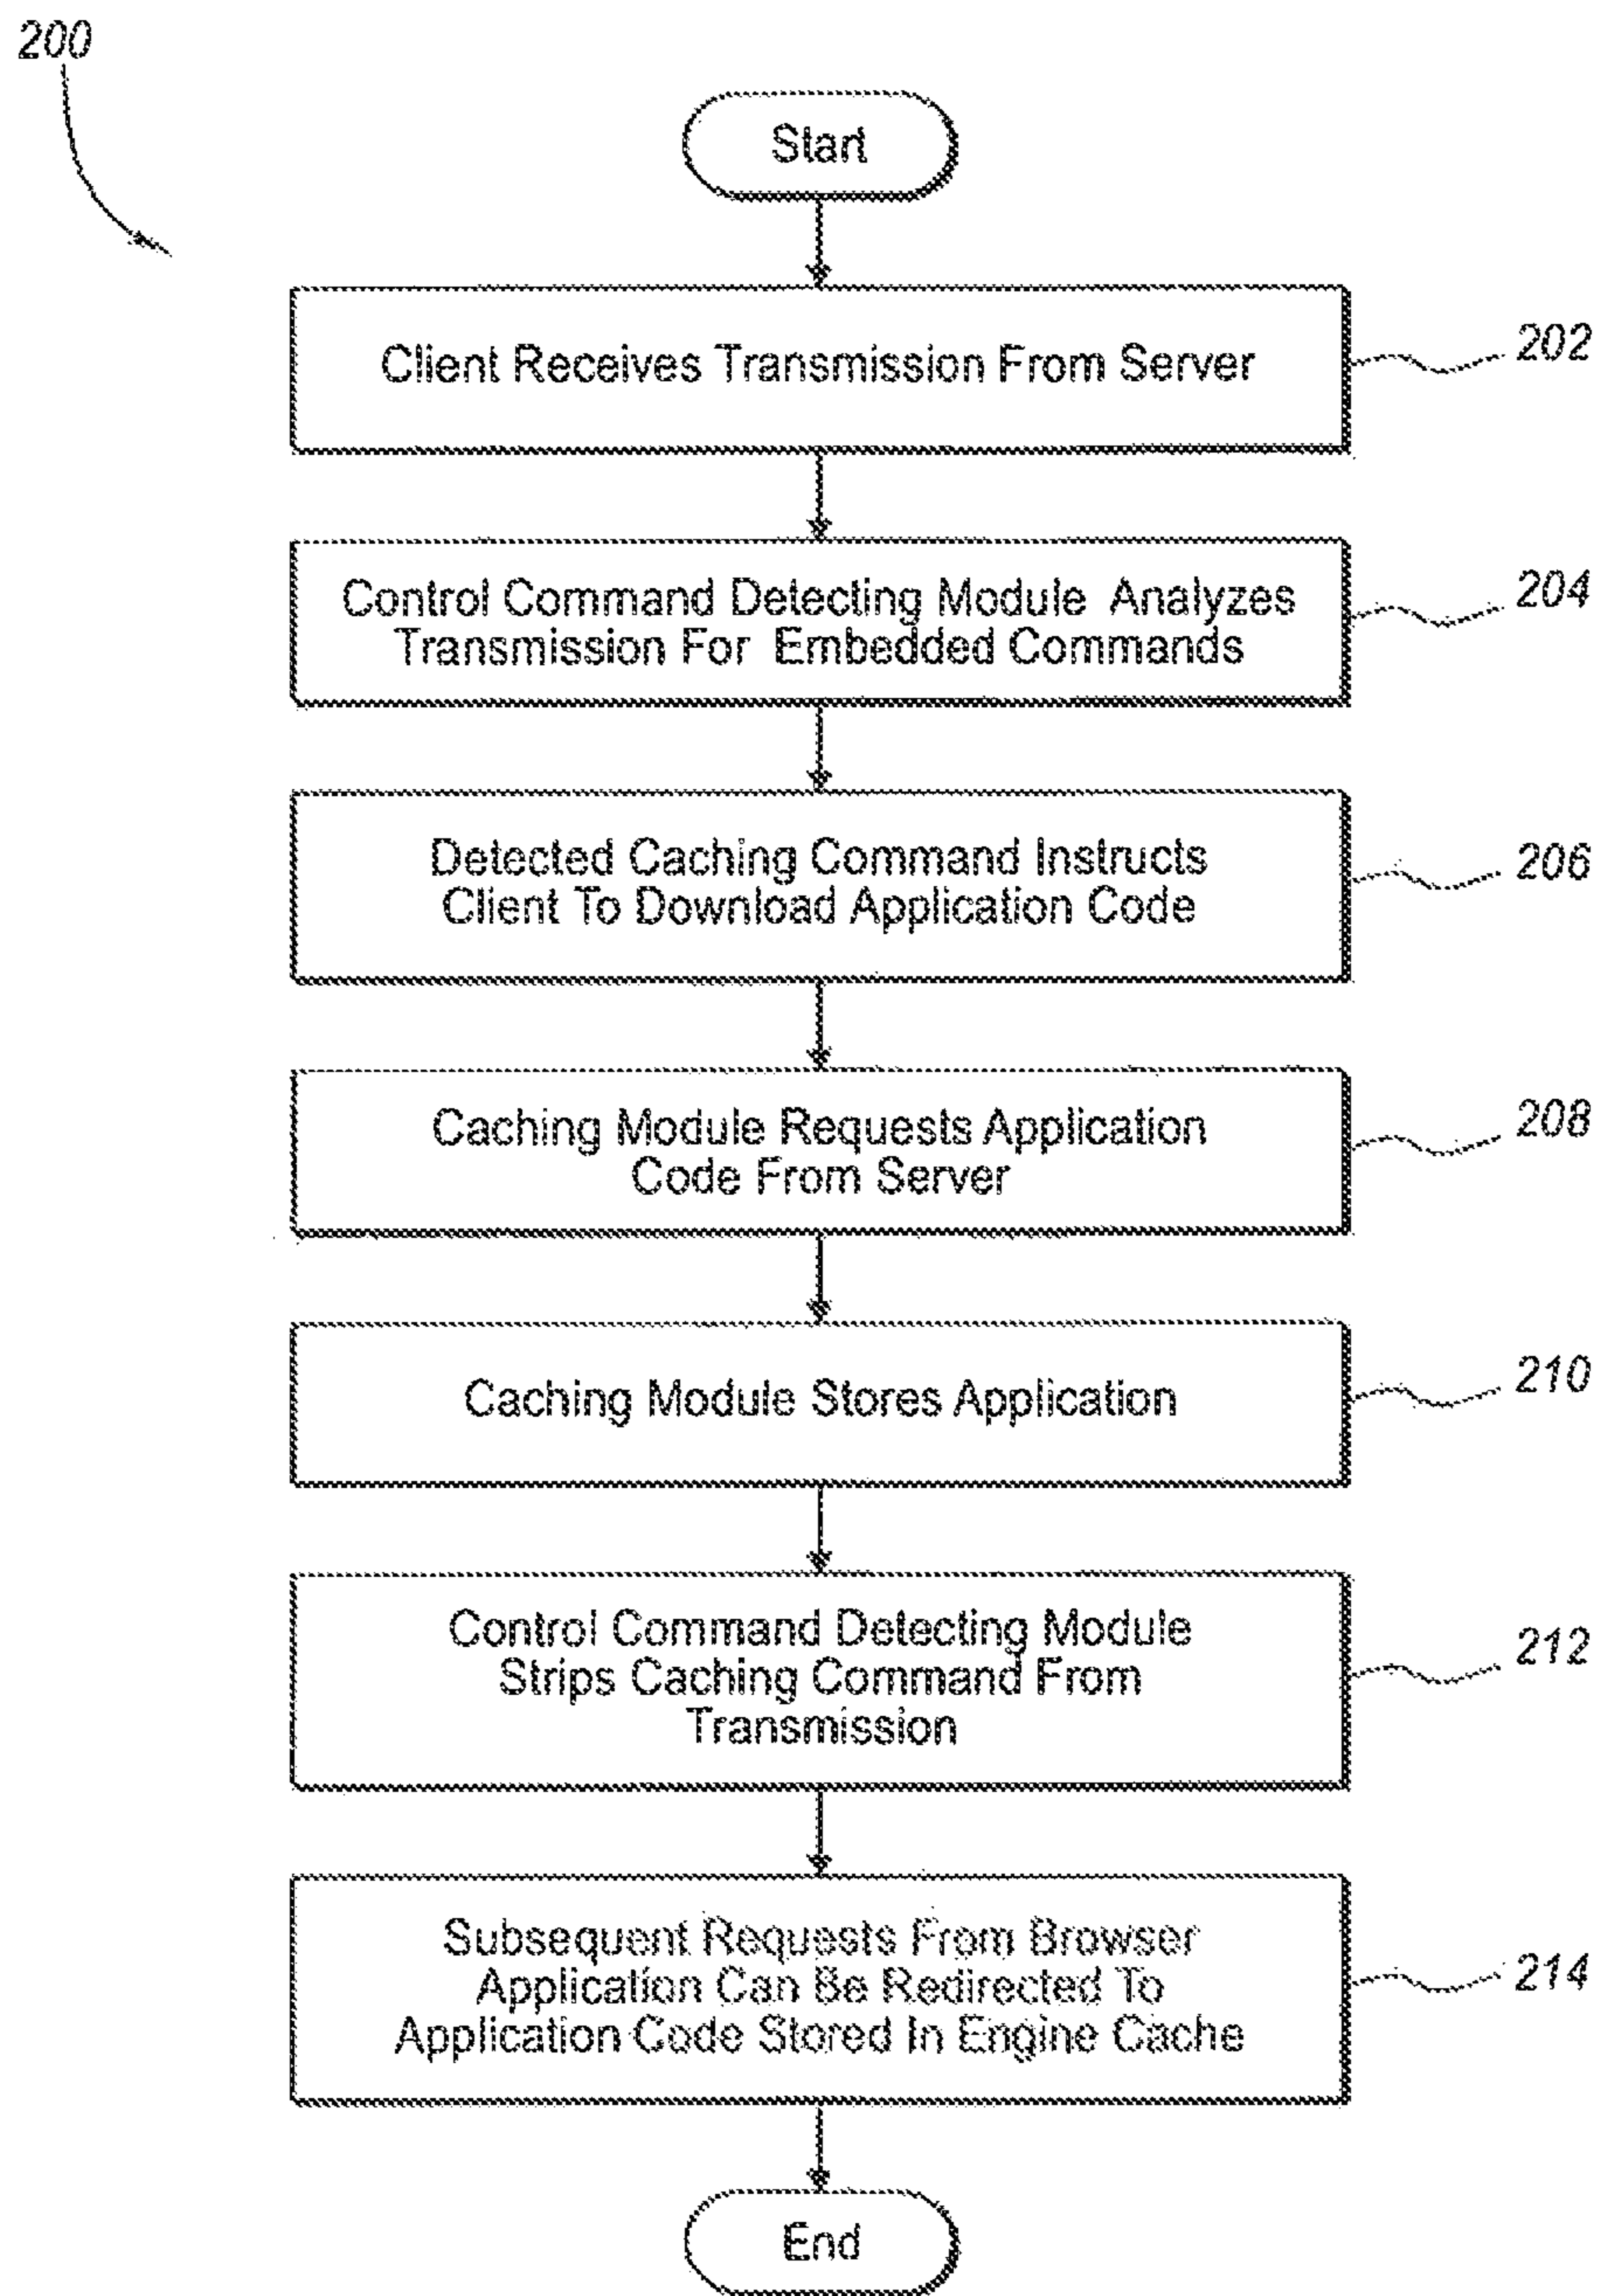 200
Start
Client Receives Transmission From Server
202
Control Command Detecting Module Analyzes
Transmission For Embedded Commands
204
Detected Caching Command Instructs
Client To Download Application Code
206
Caching Module Requests Application
Code From Server
208
Caching Module Stores Application
210
Control Command Detecting Module
Strips Caching Command From
Transmission
212
Subsequent Requests From Browser
Application Can Be Redirected To
Application Code Stored In Engine Cache
214
End